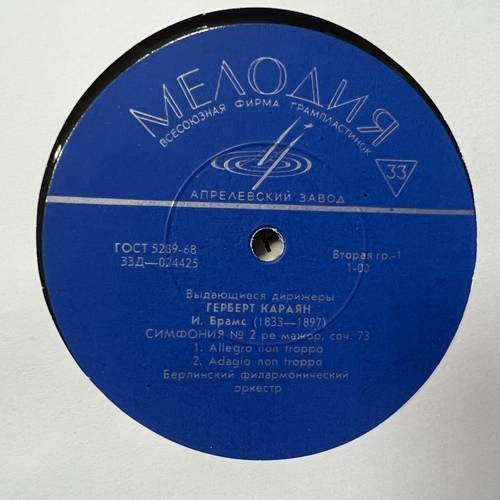 МЕЛОДИЯ
ВСЕСОЮЗНАЯ ФИРМА ГРАМПЛАСТИНОК
33
АПРЕЛЕВСКИЙ ЗАВОД
ГОСТ 5289-68
33Д—024425
Вторая гр.-1
1-00
Выдающиеся дирижеры
ГЕРБЕРТ КАРАЯН
И. Брамс (1833—1897)
СИМФОНИЯ № 2 ре мажор, соч. 73
1. Allegro non troppo
2. Adagio non troppo
Берлинский филармонический
оркестр